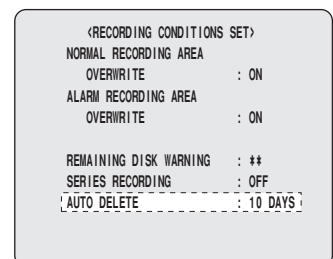 <RECORDING CONDITIONS SET>
NORMAL RECORDING AREA
OVERWRITE : ON
ALARM RECORDING AREA
OVERWRITE : ON
REMAINING DISK WARNING : **
SERIES RECORDING : OFF
AUTO DELETE : 10 DAYS